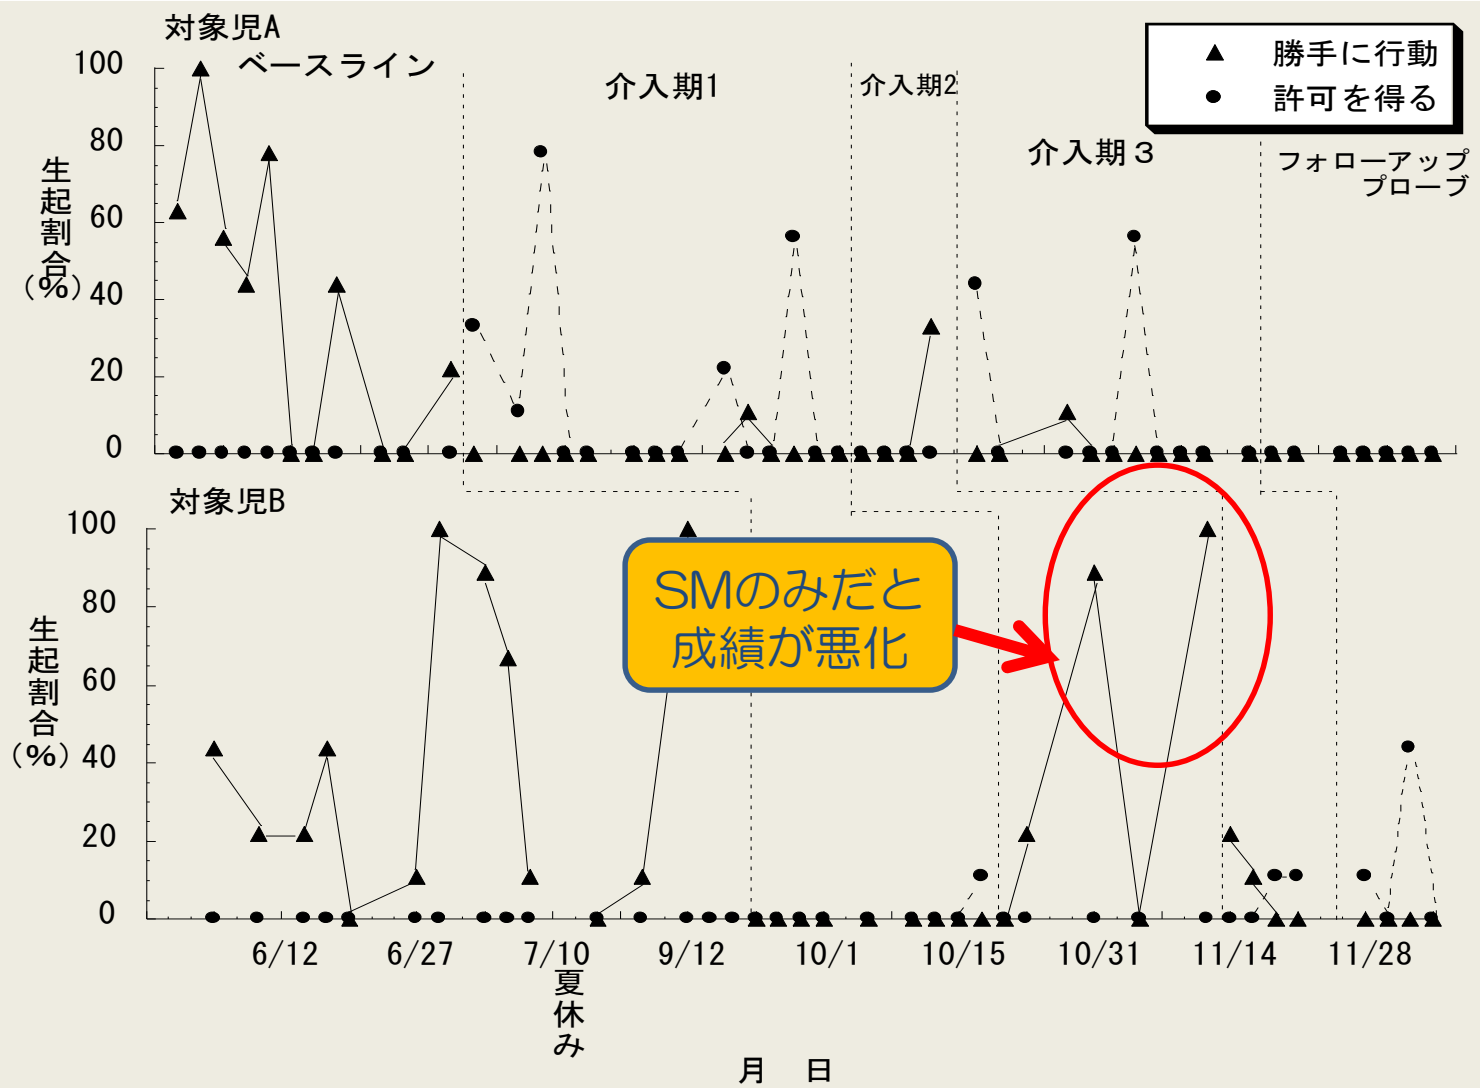 対象児A
ベースライン
介入期1
介入期2
介入期３
フォローアップ
プローブ
▲ 勝手に行動
● 許可を得る
生起割合
(%)
100
80
60
40
20
0
対象児B
生起割合
(%)
100
80
60
40
20
0
SMのみだと
成績が悪化
6/12 6/27 7/10 9/12 10/1 10/15 10/31 11/14 11/28
夏休み
月 日